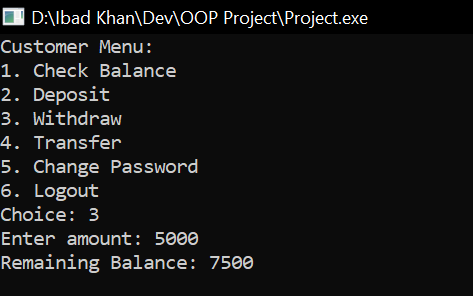 D:\Ibad Khan\Dev\OOP Project\Project.exe
Customer Menu:
1. Check Balance
2. Deposit
3. Withdraw
4. Transfer
5. Change Password
6. Logout
Choice: 3
Enter amount: 5000
Remaining Balance: 7500